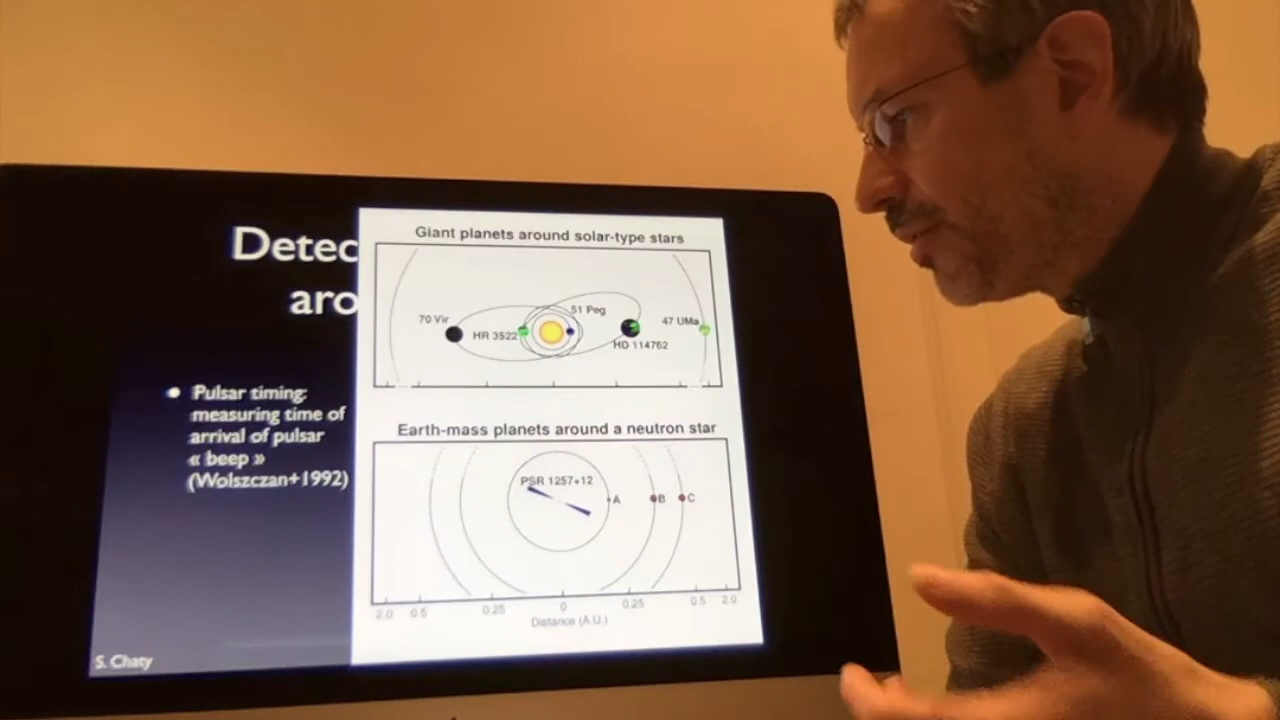 Detec
aro
Pulsar timing:
measuring time of
arrival of pulsar
« beep »
(Wolszczan+1992)
S. Chaty
Giant planets around solar-type stars
70 Vir
HR 3522
51 Peg
HD 114762
47 UMa
Earth-mass planets around a neutron star
PSR 1257+12
A
B
C
2.0 0.5 0.25 0 0.25 0.5 2.0
Distance (A.U.)